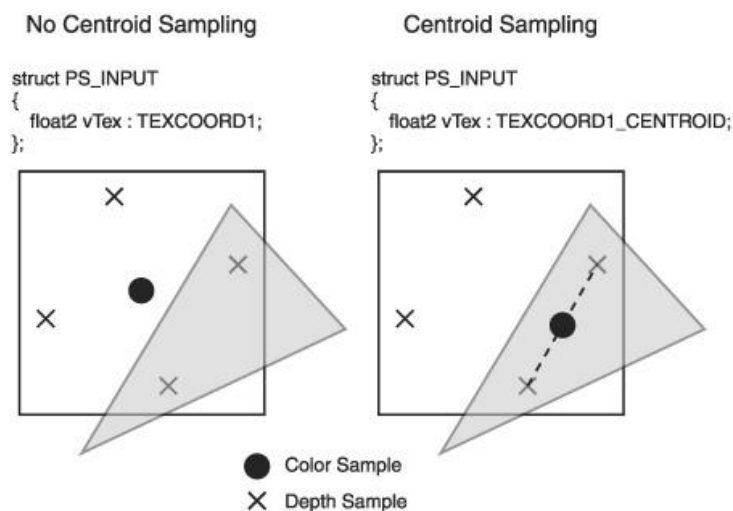 No Centroid Sampling
struct PS_INPUT
{
float2 vTex : TEXCOORD1;
};
Centroid Sampling
struct PS_INPUT
{
float2 vTex : TEXCOORD1_CENTROID;
};
Color Sample
Depth Sample